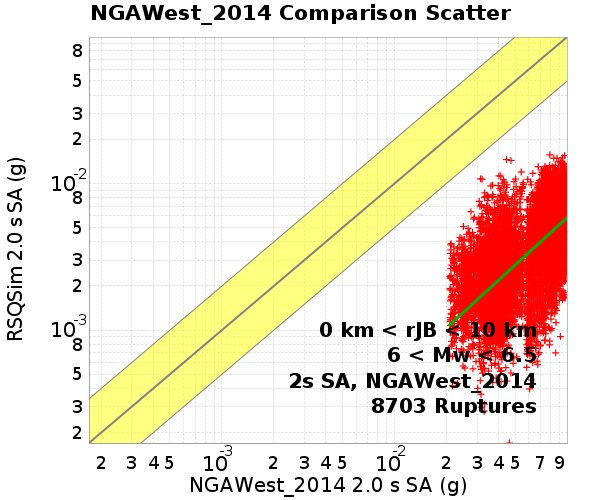 NGAWest_2014 Comparison Scatter
RSQSim 2.0 s SA (g)
8
5
3
2
10-2
8
5
3
2
10-3
8
5
3
2
0 km < rJB < 10 km
6 < Mw < 6.5
2s SA, NGAWest_2014
8703 Ruptures
2 3 4 5 10-3 2 3 4 5 10-2 2 3 4 5 7 9
NGAWest_2014 2.0 s SA (g)